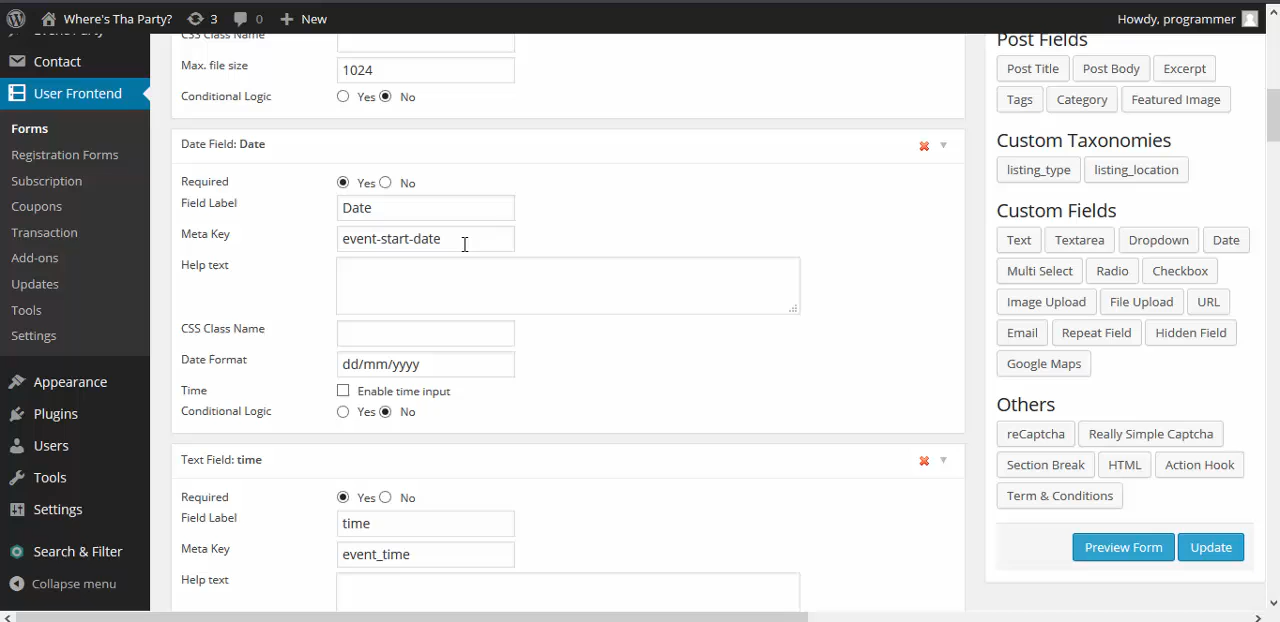 Where's Tha Party? 3 0 New Howdy, programmer
Contact
User Frontend
Forms
Registration Forms
Subscription
Coupons
Transaction
Add-ons
Updates
Tools
Settings
Appearance
Plugins
Users
Tools
Settings
Search & Filter
Collapse menu
CSS Class Name
Max. file size 1024
Conditional Logic Yes No
Date Field: Date
Required Yes No
Field Label Date
Meta Key event-start-date
Help text
CSS Class Name
Date Format dd/mm/yyyy
Time Enable time input
Conditional Logic Yes No
Text Field: time
Required Yes No
Field Label time
Meta Key event_time
Help text
Post Fields
Post Title Post Body Excerpt
Tags Category Featured Image
Custom Taxonomies
listing_type listing_location
Custom Fields
Text Textarea Dropdown Date
Multi Select Radio Checkbox
Image Upload File Upload URL
Email Repeat Field Hidden Field
Google Maps
Others
reCaptcha Really Simple Captcha
Section Break HTML Action Hook
Term & Conditions
Preview Form Update